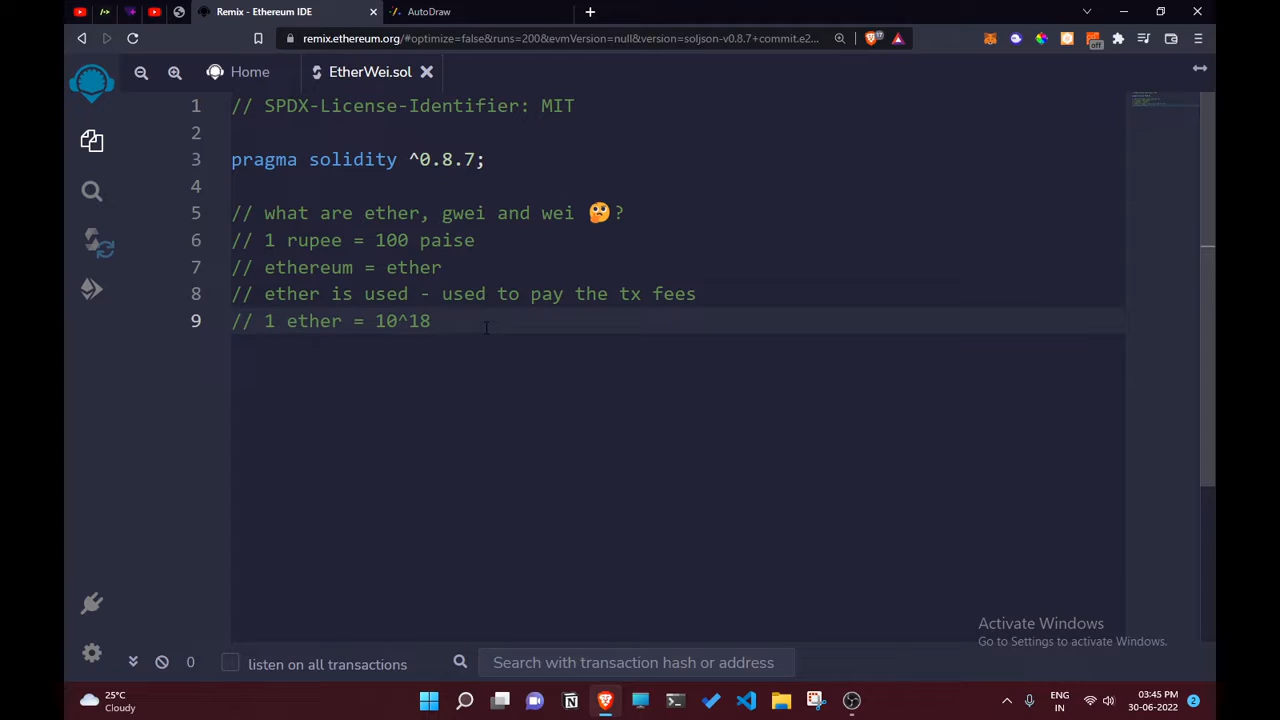 Remix - Ethereum IDE
AutoDraw
remix.ethereum.org/#optimize=false&runs=200&evmVersion=null&version=soljson-v0.8.7+commit.e2...
17
off
Home
EtherWei.sol
1 // SPDX-License-Identifier: MIT
2
3 pragma solidity ^0.8.7;
4
5 // what are ether, gwei and wei 🤔?
6 // 1 rupee = 100 paise
7 // ethereum = ether
8 // ether is used - used to pay the tx fees
9 // 1 ether = 10^18
Activate Windows
Go to Settings to activate Windows.
0
listen on all transactions
Search with transaction hash or address
25°C
Cloudy
ENG
IN
03:45 PM
30-06-2022
2